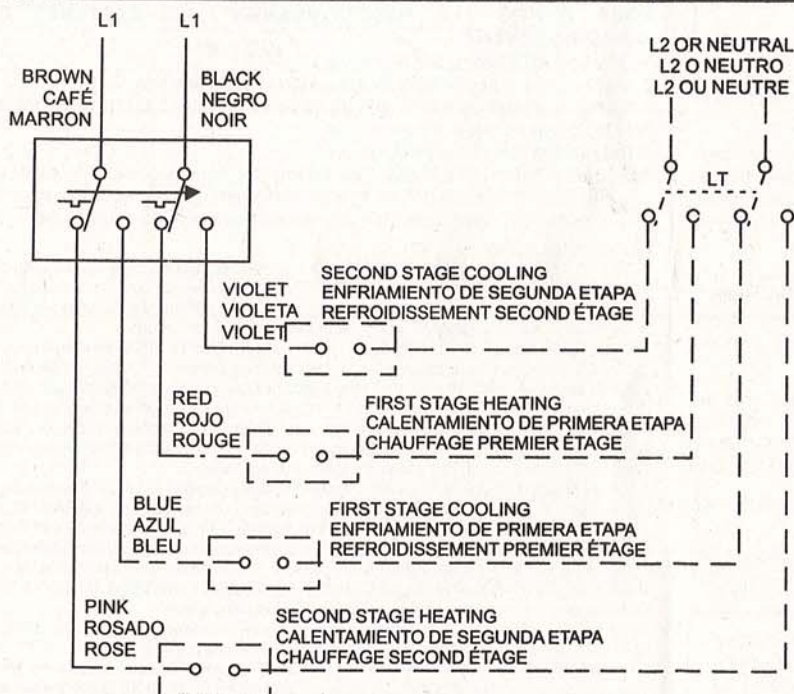 L1 L1
BROWN
CAFÉ
MARRON
BLACK
NEGRO
NOIR
L2 OR NEUTRAL
L2 O NEUTRO
L2 OU NEUTRE
LT
VIOLET
VIOLETA
VIOLET
SECOND STAGE COOLING
ENFRIAMIENTO DE SEGUNDA ETAPA
REFROIDISSEMENT SECOND ÉTAGE
RED
ROJO
ROUGE
FIRST STAGE HEATING
CALENTAMIENTO DE PRIMERA ETAPA
CHAUFFAGE PREMIER ÉTAGE
BLUE
AZUL
BLEU
FIRST STAGE COOLING
ENFRIAMIENTO DE PRIMERA ETAPA
REFROIDISSEMENT PREMIER ÉTAGE
PINK
ROSADO
ROSE
SECOND STAGE HEATING
CALENTAMIENTO DE SEGUNDA ETAPA
CHAUFFAGE SECOND ÉTAGE